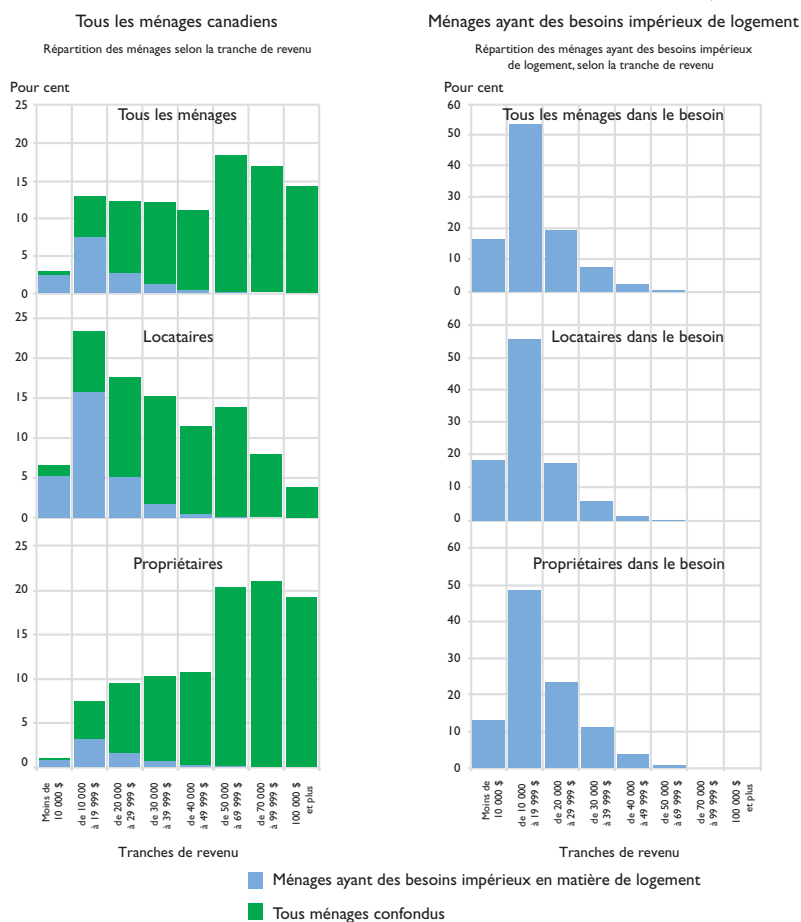 Tous les ménages canadiens
Répartition des ménages selon la tranche de revenu
Pour cent
25
Tous les ménages
20
15
10
5
0
25
Locataires
20
15
10
5
0
25
Propriétaires
20
15
10
5
0
Moins de
10 000 $
de 10 000
à 19 999 $
de 20 000
à 29 999 $
de 30 000
à 39 999 $
de 40 000
à 49 999 $
de 50 000
à 69 999 $
de 70 000
à 99 999 $
100 000 $
et plus
Tranches de revenu
Ménages ayant des besoins impérieux de logement
Répartition des ménages ayant des besoins impérieux
de logement, selon la tranche de revenu
Pour cent
60
Tous les ménages dans le besoin
50
40
30
20
10
0
60
Locataires dans le besoin
50
40
30
20
10
0
60
Propriétaires dans le besoin
50
40
30
20
10
0
Moins de
10 000 $
de 10 000
à 19 999 $
de 20 000
à 29 999 $
de 30 000
à 39 999 $
de 40 000
à 49 999 $
de 50 000
à 69 999 $
de 70 000
à 99 999 $
100 000 $
et plus
Tranches de revenu
Ménages ayant des besoins impérieux en matière de logement
Tous ménages confondus